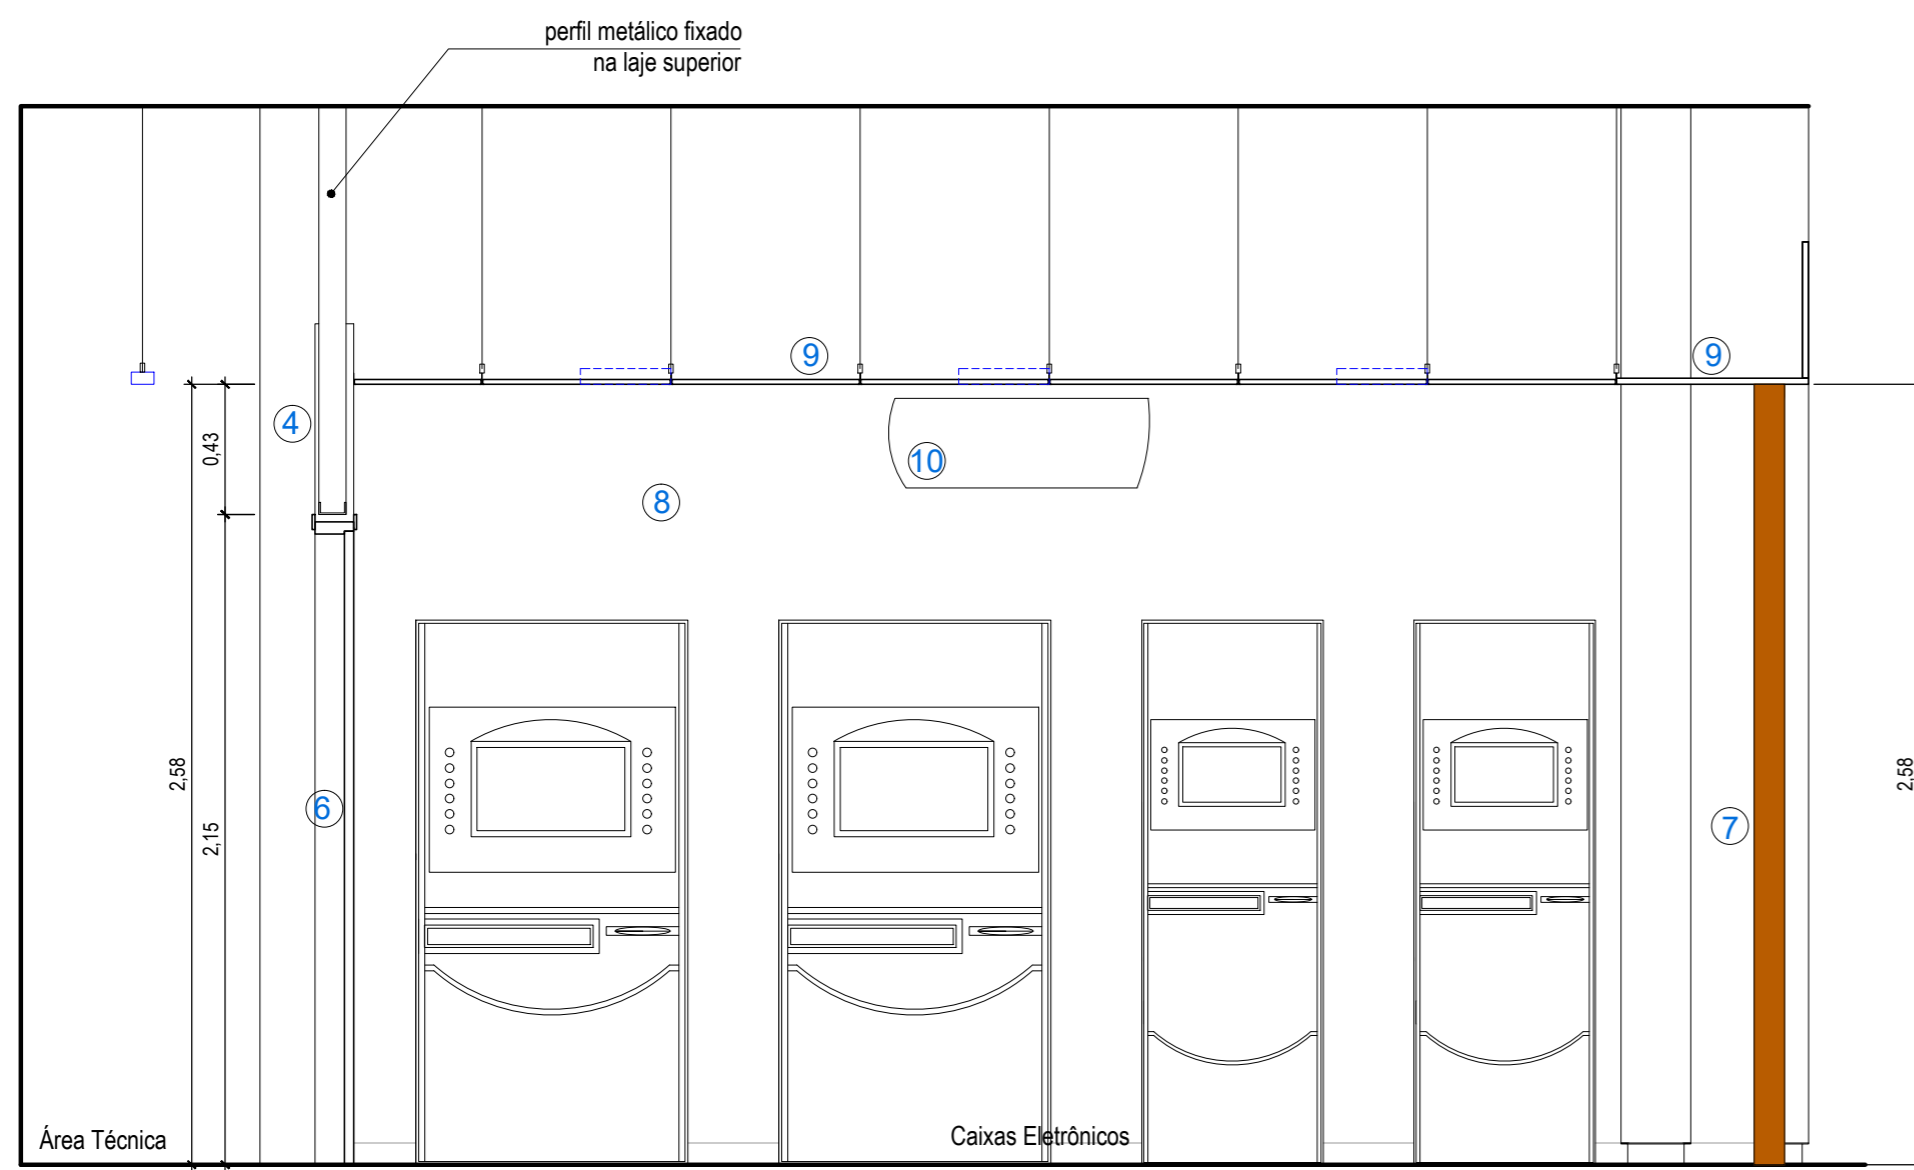 perfil metálico fixado
na laje superior
9
9
4
0,43
10
8
2,58
2,58
6
2,15
7
Área Técnica
Caixas Eletrônicos